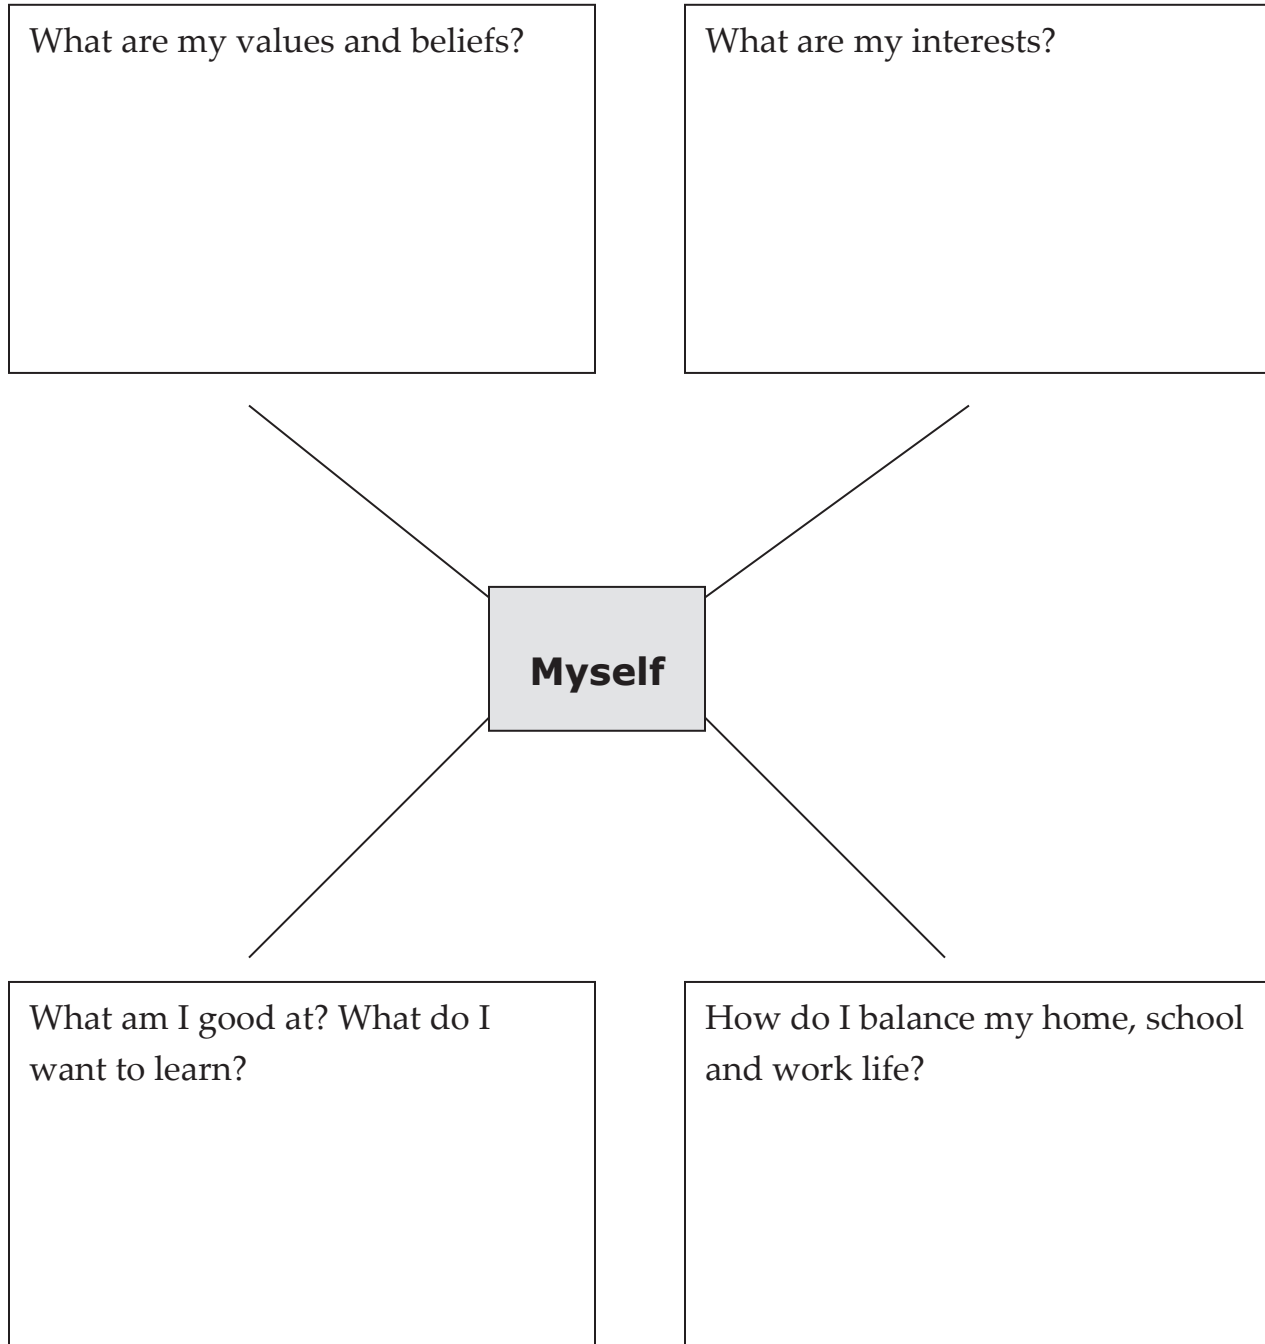 What are my values and beliefs?
What are my interests?
Myself
What am I good at? What do I
want to learn?
How do I balance my home, school
and work life?